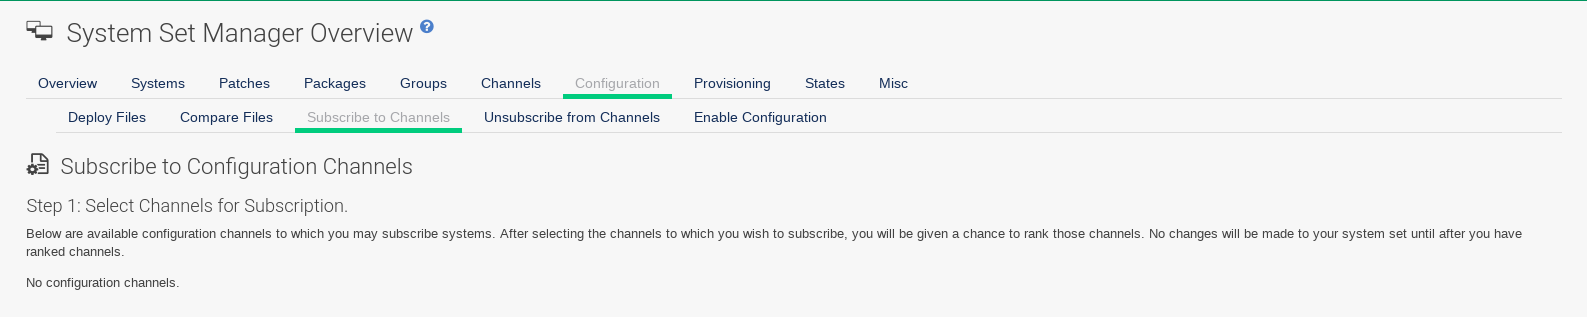 System Set Manager Overview ?
Overview Systems Patches Packages Groups Channels Configuration Provisioning States Misc
Deploy Files Compare Files Subscribe to Channels Unsubscribe from Channels Enable Configuration
Subscribe to Configuration Channels
Step 1: Select Channels for Subscription.
Below are available configuration channels to which you may subscribe systems. After selecting the channels to which you wish to subscribe, you will be given a chance to rank those channels. No changes will be made to your system set until after you have
ranked channels.
No configuration channels.